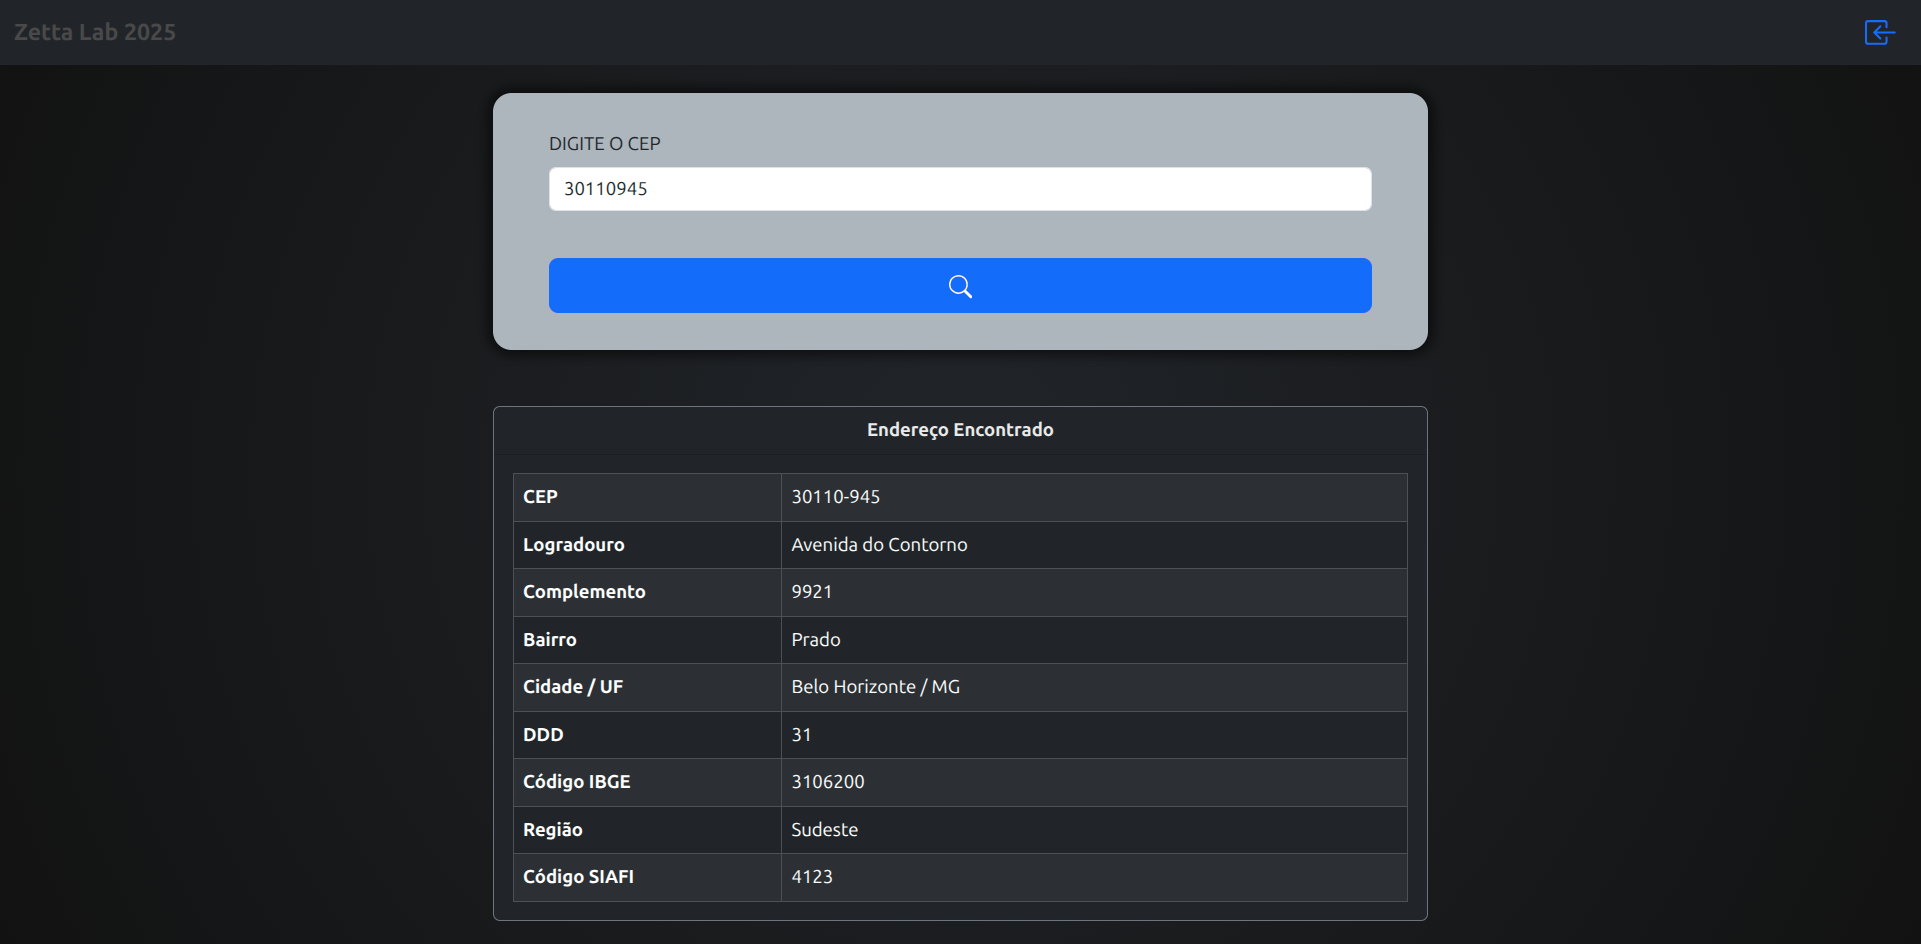 Zetta Lab 2025
DIGITE O CEP
30110945
Endereço Encontrado
CEP 30110-945
Logradouro Avenida do Contorno
Complemento 9921
Bairro Prado
Cidade / UF Belo Horizonte / MG
DDD 31
Código IBGE 3106200
Região Sudeste
Código SIAFI 4123